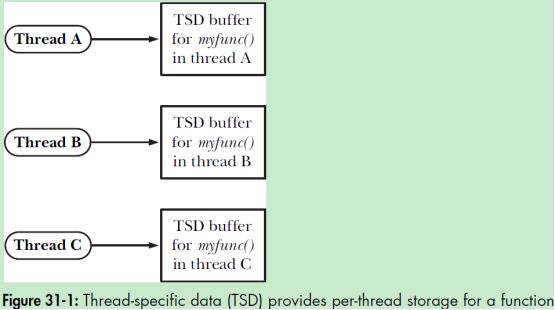 Thread A
TSD buffer
for myfunc()
in thread A
Thread B
TSD buffer
for myfunc()
in thread B
Thread C
TSD buffer
for myfunc()
in thread C
Figure 31-1: Thread-specific data (TSD) provides per-thread storage for a function